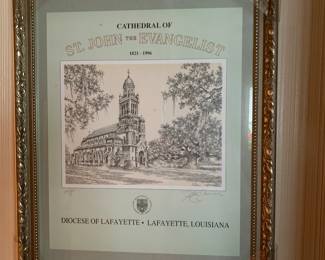 CATHEDRAL OF
ST. JOHN THE EVANGELIST
1821 - 1996
DIOCESE OF LAFAYETTE • LAFAYETTE, LOUISIANA